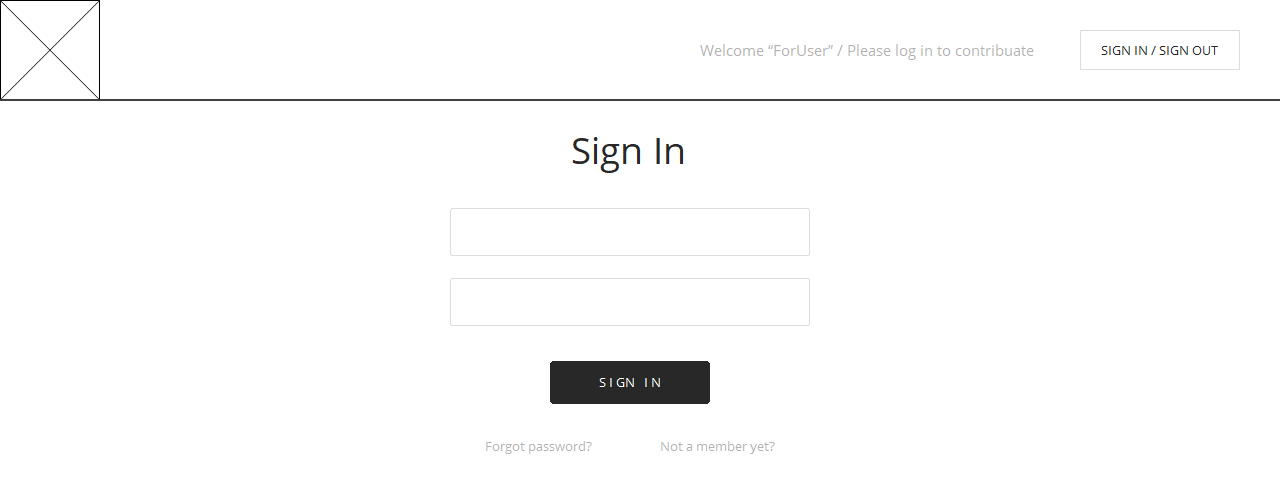 Welcome “ForUser” / Please log in to contribuate
SIGN IN / SIGN OUT
Sign In
SIGN IN
Forgot password?
Not a member yet?